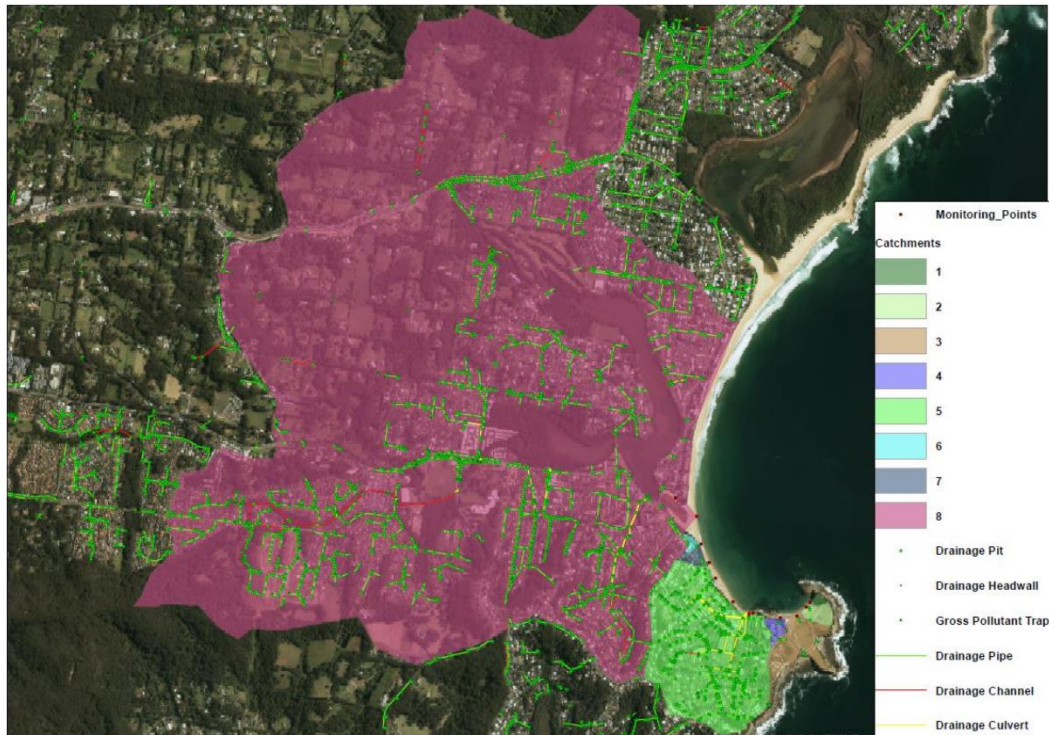 Monitoring_Points
Catchments
1
2
3
4
5
6
7
8
Drainage Pit
Drainage Headwall
Gross Pollutant Trap
Drainage Pipe
Drainage Channel
Drainage Culvert